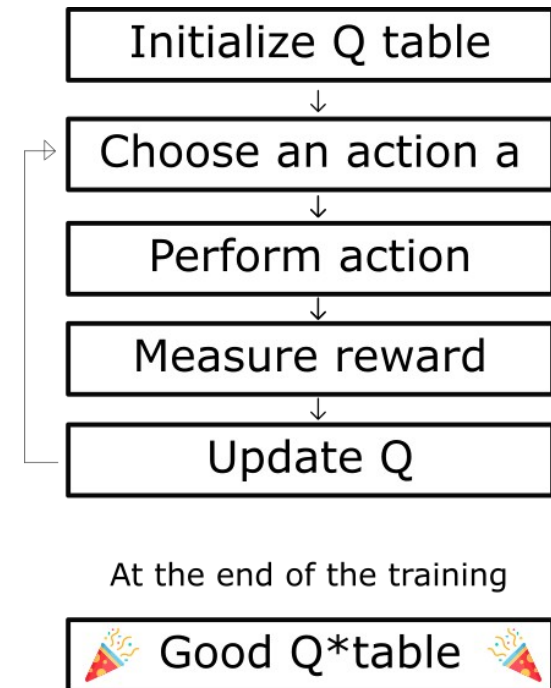 Initialize Q table
Choose an action a
Perform action
Measure reward
Update Q
At the end of the training
Good Q*table